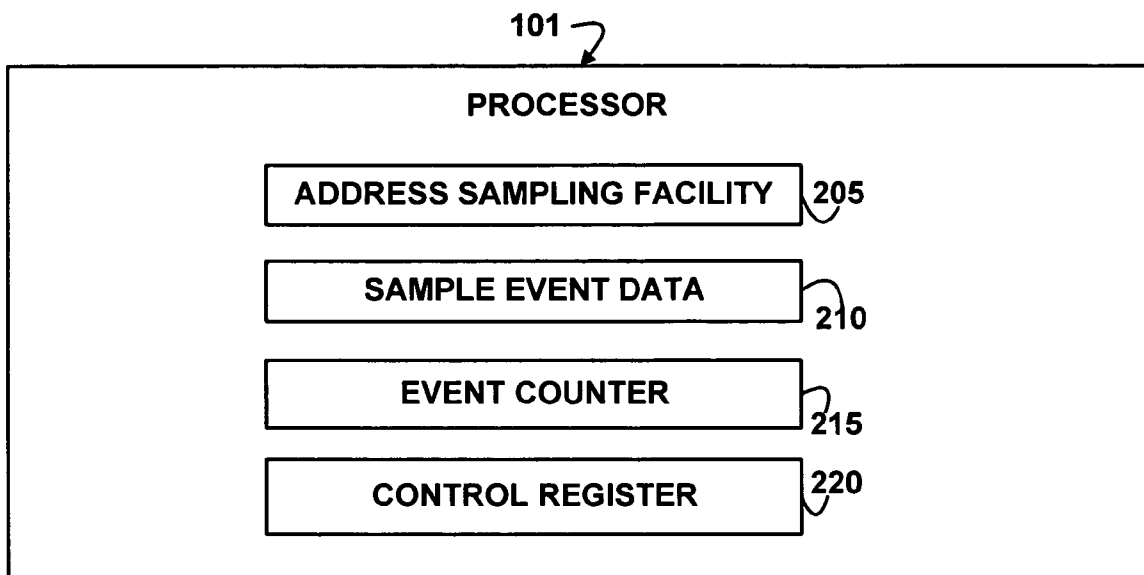 101
PROCESSOR
ADDRESS SAMPLING FACILITY 205
SAMPLE EVENT DATA 210
EVENT COUNTER 215
CONTROL REGISTER 220